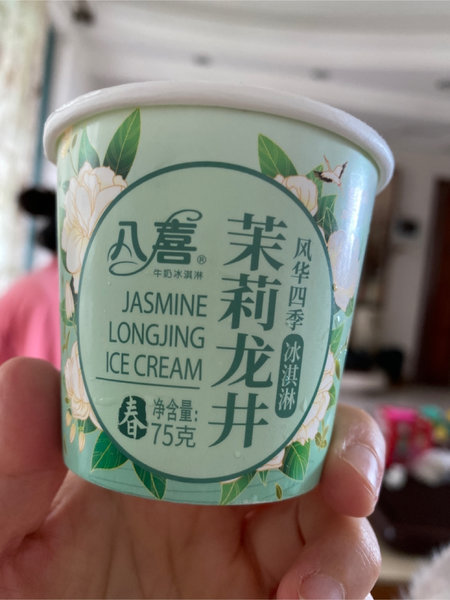 八喜®
牛奶冰淇淋
JASMINE
LONGJING
ICE CREAM
春
净含量:
75克
茉莉龙井
风华四季
冰淇淋